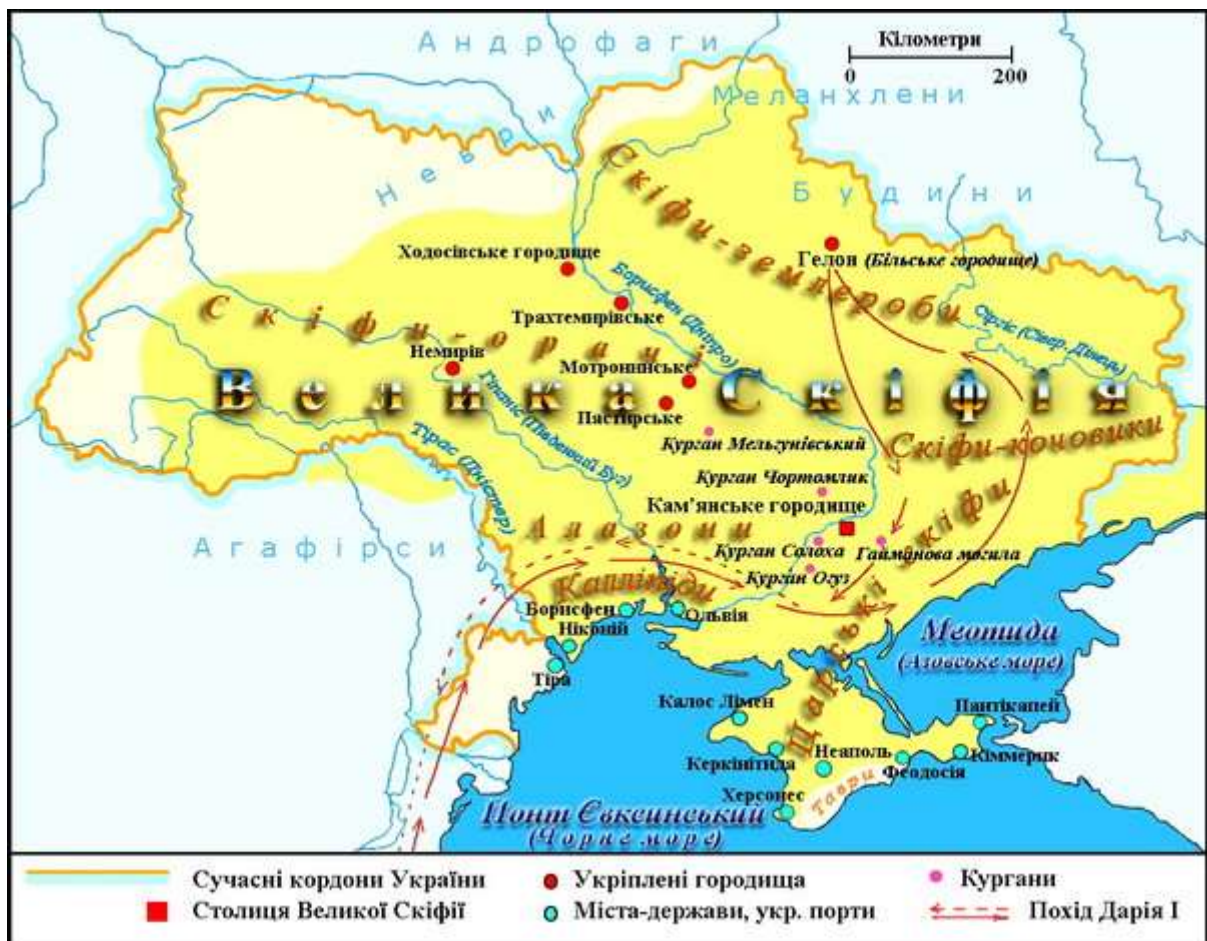 Андрофаги
Кілометри
0 200
Меланхлени
Неври
Будини
Скіфи-землероби
Ходосівське городище
Гелон (Більське городище)
Борисфен (Дніпро)
Скіфи-орачі
Трахтемирівське
Сіргіс (Сівер. Дінець)
Немирів
Мотронинське
Велика Скіфія
Гіпаніс (Південний Буг)
Пастирське
Тірас (Дністер)
Курган Мельгунівський
Скіфи-кочовики
Курган Чортомлик
Кам’янське городище
Алазони
Агафірси
Курган Солоха
Гайманова могила
Курган Огуз
Царські скіфи
Калліпіди
Борисфен
Ольвія
Ніконій
Меотида
(Азовське море)
Тіра
Калос Лімен
Пантікапей
Керкінітида
Неаполь
Феодосія
Кіммерик
Таври
Херсонес
Понт Євксинський
(Чорне море)
Сучасні кордони України
Укріплені городища
Кургани
Столиця Великої Скіфії
Міста-держави, укр. порти
Похід Дарія І